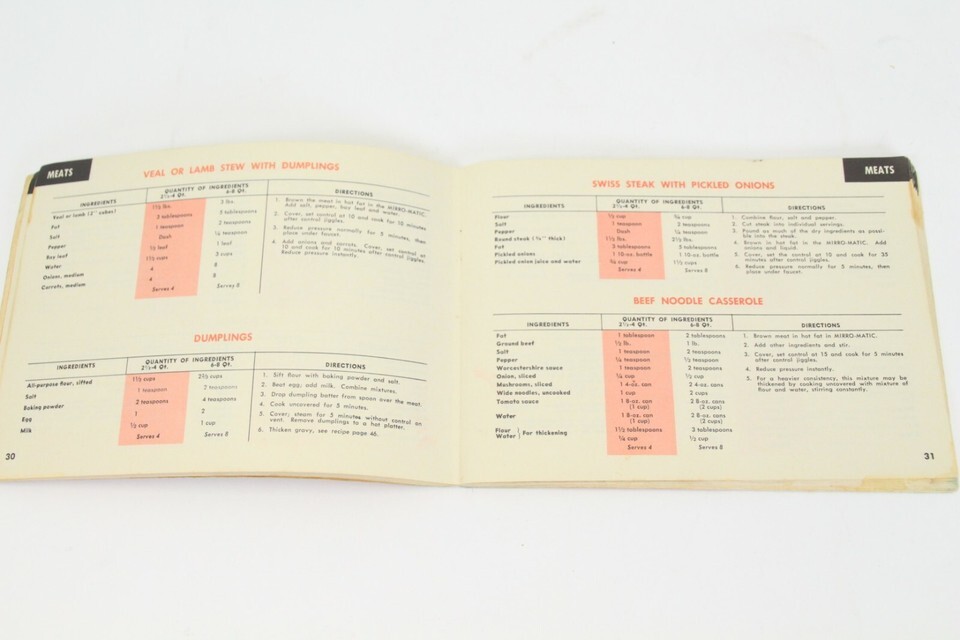 MEATS
VEAL OR LAMB STEW WITH DUMPLINGS
INGREDIENTS QUANTITY OF INGREDIENTS DIRECTIONS
2½-4 Qt. 6-8 Qt.
Veal or lamb (2" cubes) 1½ lbs. 3 lbs.
Fat 3 tablespoons 3 tablespoons
Salt 1 teaspoon 2 teaspoons
Pepper Dash ¼ teaspoon
Bay leaf ½ leaf 1 leaf
Water 1½ cups 3 cups
Onions, medium 4 8
Carrots, medium 4 8
Serves 4 Serves 8
1. Brown the meat in hot fat in the MIRRO-MATIC.
Add salt, pepper, bay leaf and water.
2. Cover, set control at 10 and cook for 10 minutes
after control jiggles.
3. Reduce pressure normally for 5 minutes, then
place under faucet.
4. Add onions and carrots. Cover, set control at
10 and cook for 10 minutes after control jiggles.
Reduce pressure instantly.
DUMPLINGS
INGREDIENTS QUANTITY OF INGREDIENTS DIRECTIONS
2½-4 Qt. 6-8 Qt.
All-purpose flour, sifted 1½ cups
Salt 1 teaspoon 2 teaspoons
Baking powder 2 teaspoons 4 teaspoons
Egg 1 2
Milk ½ cup 1 cup
Serves 4 Serves 8
1. Sift flour with baking powder and salt.
2. Beat egg; add milk. Combine mixtures.
3. Drop dumpling batter from spoon over the meat.
4. Cook uncovered for 5 minutes.
5. Cover, steam for 5 minutes without control on
vent. Remove dumplings to a hot platter.
6. Thicken gravy, see recipe page 46.
30
MEATS
SWISS STEAK WITH PICKLED ONIONS
INGREDIENTS QUANTITY OF INGREDIENTS DIRECTIONS
2½-4 Qt. 6-8 Qt.
Flour ½ cup ¾ cup
Salt 1 teaspoon 2 teaspoons
Pepper Dash ¼ teaspoon
Round steak (¾" thick) 1½ lbs. 2½ lbs.
Fat 3 tablespoons 3 tablespoons
Pickled onions 1 10-oz. bottle 1 10-oz. bottle
Pickled onion juice and water ¾ cup 1½ cups
Serves 4 Serves 8
1. Combine flour, salt and pepper.
2. Cut steak into individual servings.
3. Pound as much of the dry ingredients as possi-
ble into the steak.
4. Brown in hot fat in the MIRRO-MATIC. Add
onions and liquid.
5. Cover, set the control at 10 and cook for 35
minutes after control jiggles.
6. Reduce pressure normally for 5 minutes, then
place under faucet.
BEEF NOODLE CASSEROLE
INGREDIENTS QUANTITY OF INGREDIENTS DIRECTIONS
2½-4 Qt. 6-8 Qt.
Fat 1 tablespoon 2 tablespoons
Ground beef ½ lb. 1 lb.
Salt 1 teaspoon 2 teaspoons
Pepper ¼ teaspoon ½ teaspoon
Worcestershire sauce 1 teaspoon 2 teaspoons
Onion, sliced ¼ cup ½ cup
Mushrooms, sliced 1 4-oz. can 2 4-oz. cans
Wide noodles, uncooked 1 cup 2 cups
Tomato sauce 1 8-oz. can 2 8-oz. cans
(1 cup) (2 cups)
Water 1 8-oz. can 2 8-oz. cans
(1 cup) (2 cups)
Flour } For thickening 1½ tablespoons 3 tablespoons
Water ¼ cup ½ cup
Serves 4 Serves 8
1. Brown meat in hot fat in MIRRO-MATIC.
2. Add other ingredients and stir.
3. Cover, set control at 15 and cook for 5 minutes
after control jiggles.
4. Reduce pressure instantly.
5. For a heavier consistency, this mixture may be
thickened by cooking uncovered with mixture of
flour and water, stirring constantly.
31